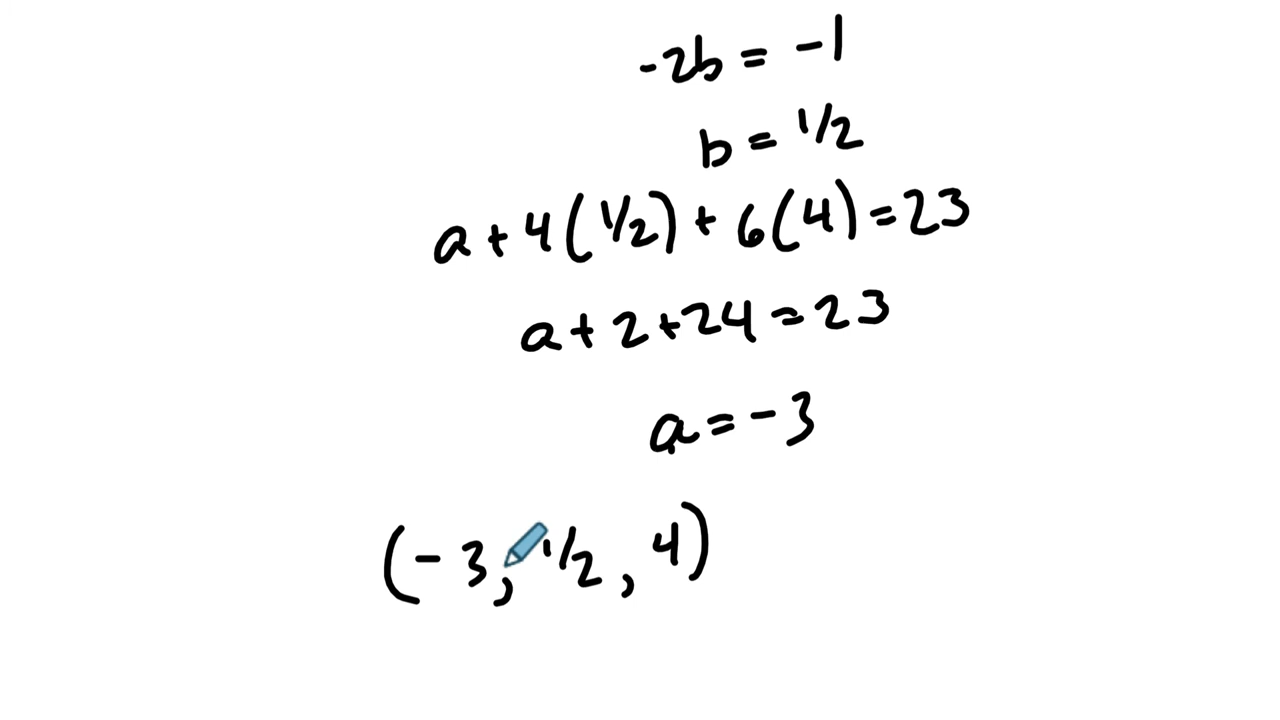 -2b = -1
b = 1/2
a + 4(1/2) + 6(4) = 23
a + 2 + 24 = 23
a = -3
(-3, 1/2, 4)